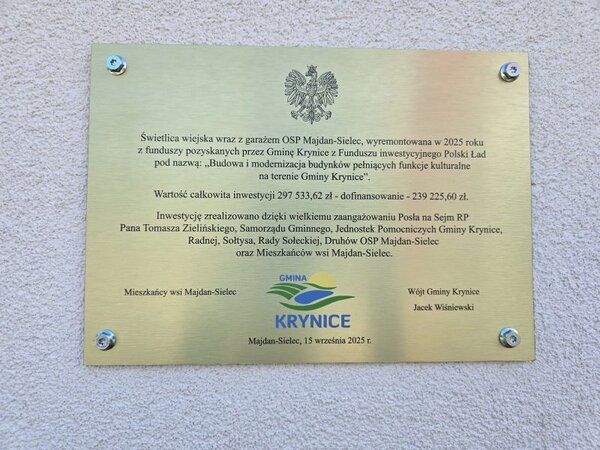 Świetlica wiejska wraz z garażem OSP Majdan-Sielec, wyremontowana w 2025 roku
z funduszy pozyskanych przez Gminę Krynice z Funduszu inwestycyjnego Polski Ład
pod nazwą: „Budowa i modernizacja budynków pełniących funkcje kulturalne
na terenie Gminy Krynice”.
Wartość całkowita inwestycji 297 533,62 zł - dofinansowanie - 239 225,60 zł.
Inwestycję zrealizowano dzięki wielkiemu zaangażowaniu Posła na Sejm RP
Pana Tomasza Zielińskiego, Samorządu Gminnego, Jednostek Pomocniczych Gminy Krynice,
Radnej, Sołtysa, Rady Sołeckiej, Druhów OSP Majdan-Sielec
oraz Mieszkańców wsi Majdan-Sielec.
Mieszkańcy wsi Majdan-Sielec
GMINA
KRYNICE
Wójt Gminy Krynice
Jacek Wiśniewski
Majdan-Sielec, 15 września 2025 r.